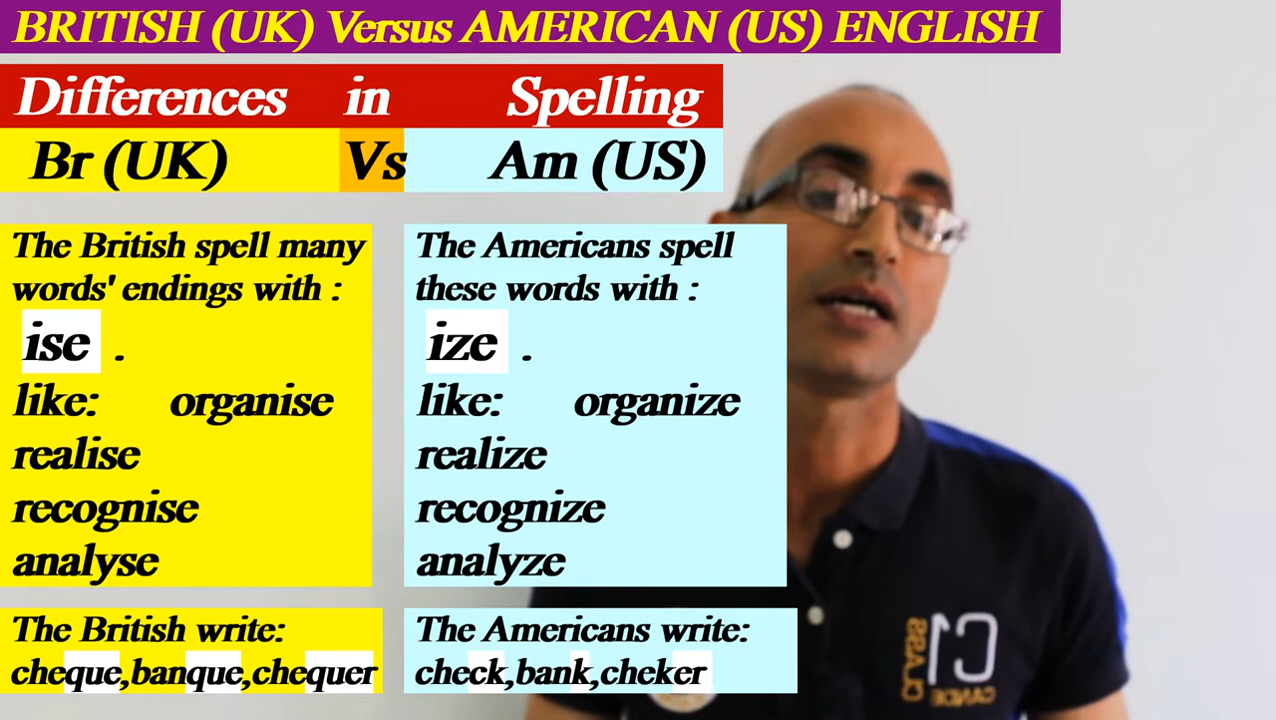 BRITISH (UK) Versus AMERICAN (US) ENGLISH
Differences in Spelling
Br (UK) Vs Am (US)
The British spell many
words' endings with :
ise .
like: organise
realise
recognise
analyse
The Americans spell
these words with :
ize .
like: organize
realize
recognize
analyze
The British write:
cheque,banque,chequer
The Americans write:
check,bank,cheker
C1
CLASS